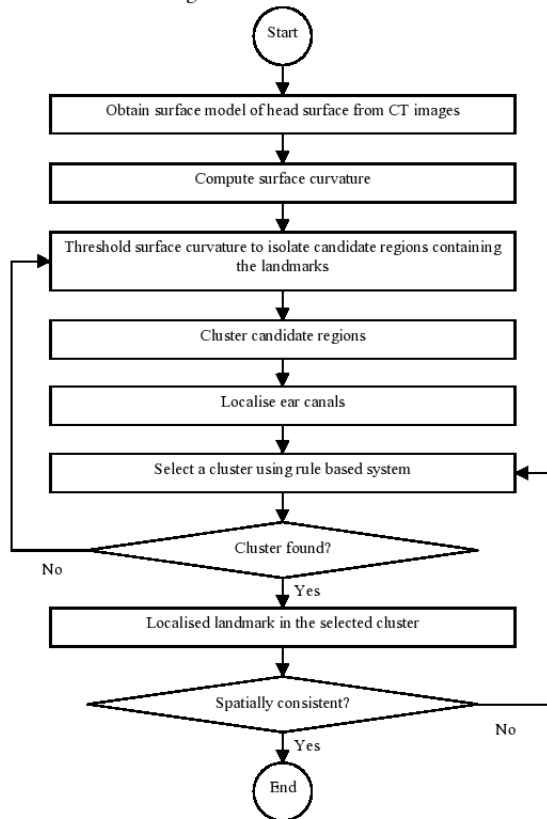 Start
Obtain surface model of head surface from CT images
Compute surface curvature
Threshold surface curvature to isolate candidate regions containing
the landmarks
Cluster candidate regions
Localise ear canals
Select a cluster using rule based system
Cluster found?
No
Yes
Localised landmark in the selected cluster
Spatially consistent?
No
Yes
End